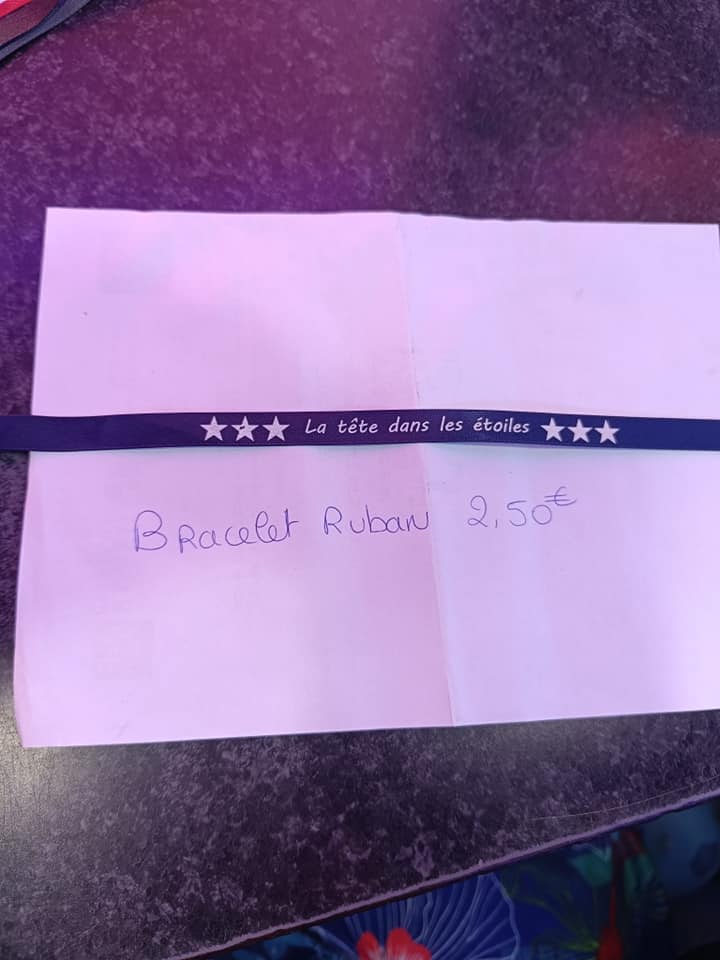 ★★★ La tête dans les étoiles ★★★
Bracelet Ruban 2,50€